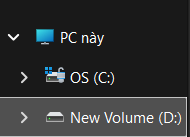 PC này
OS (C:)
New Volume (D:)